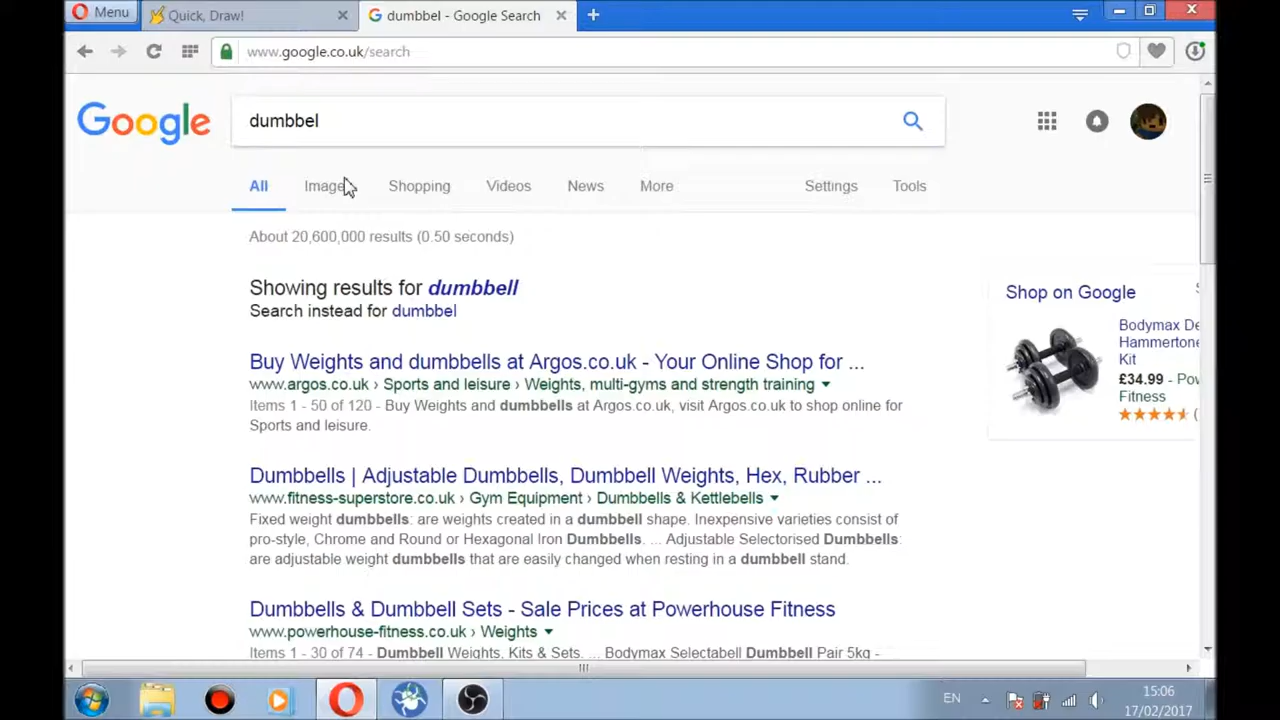 Menu
Quick, Draw!
dumbbel - Google Search
www.google.co.uk/search
Google
dumbbel
All
Shopping
Videos
News
More
Settings
Tools
About 20,600,000 results (0.50 seconds)
Showing results for dumbbell
Search instead for dumbbel
Shop on Google
Buy Weights and dumbbells at Argos.co.uk - Your Online Shop for ...
www.argos.co.uk › Sports and leisure › Weights, multi-gyms and strength training
Items 1 - 50 of 120 - Buy Weights and dumbbells at Argos.co.uk, visit Argos.co.uk to shop online for
Sports and leisure.
Bodymax De
Hammertone
Kit
£34.99 - Pow
Fitness
Dumbbells | Adjustable Dumbbells, Dumbbell Weights, Hex, Rubber ...
www.fitness-superstore.co.uk › Gym Equipment › Dumbbells & Kettlebells
Fixed weight dumbbells: are weights created in a dumbbell shape. Inexpensive varieties consist of
pro-style, Chrome and Round or Hexagonal Iron Dumbbells. ... Adjustable Selectorised Dumbbells:
are adjustable weight dumbbells that are easily changed when resting in a dumbbell stand.
Dumbbells & Dumbbell Sets - Sale Prices at Powerhouse Fitness
www.powerhouse-fitness.co.uk › Weights
Items 1 - 30 of 74 - Dumbbell Weights, Kits & Sets. ... Bodymax Selectabell Dumbbell Pair 5kg -
EN
15:06
17/02/2017